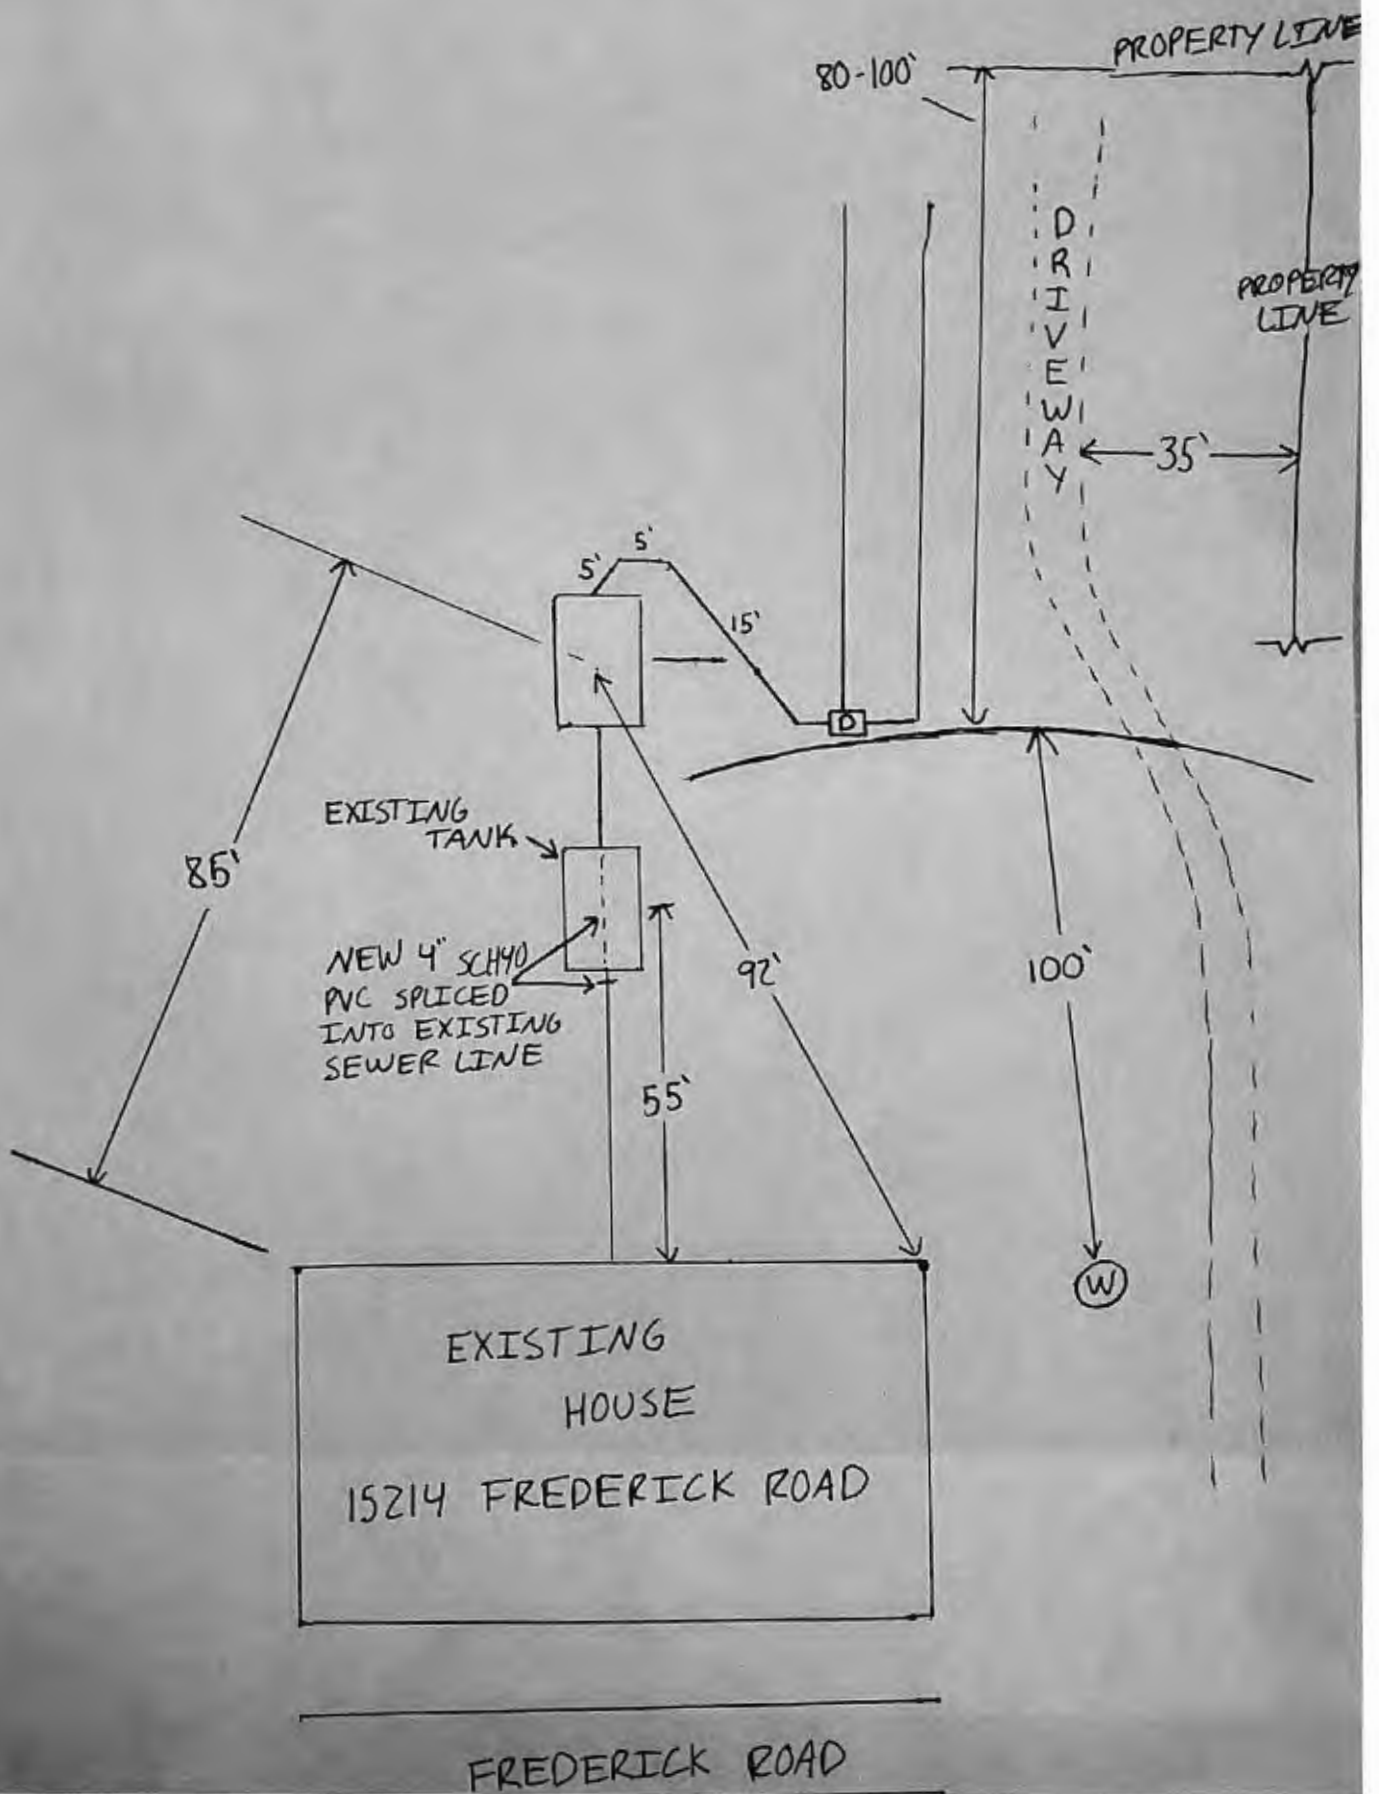 PROPERTY LINE
80-100'
DRIVEWAY
PROPERTY
LINE
35'
5'
5'
15'
D
EXISTING
TANK
85'
NEW 4" SCH40
PVC SPLICED
INTO EXISTING
SEWER LINE
92'
100'
55'
W
EXISTING
HOUSE
15214 FREDERICK ROAD
FREDERICK ROAD